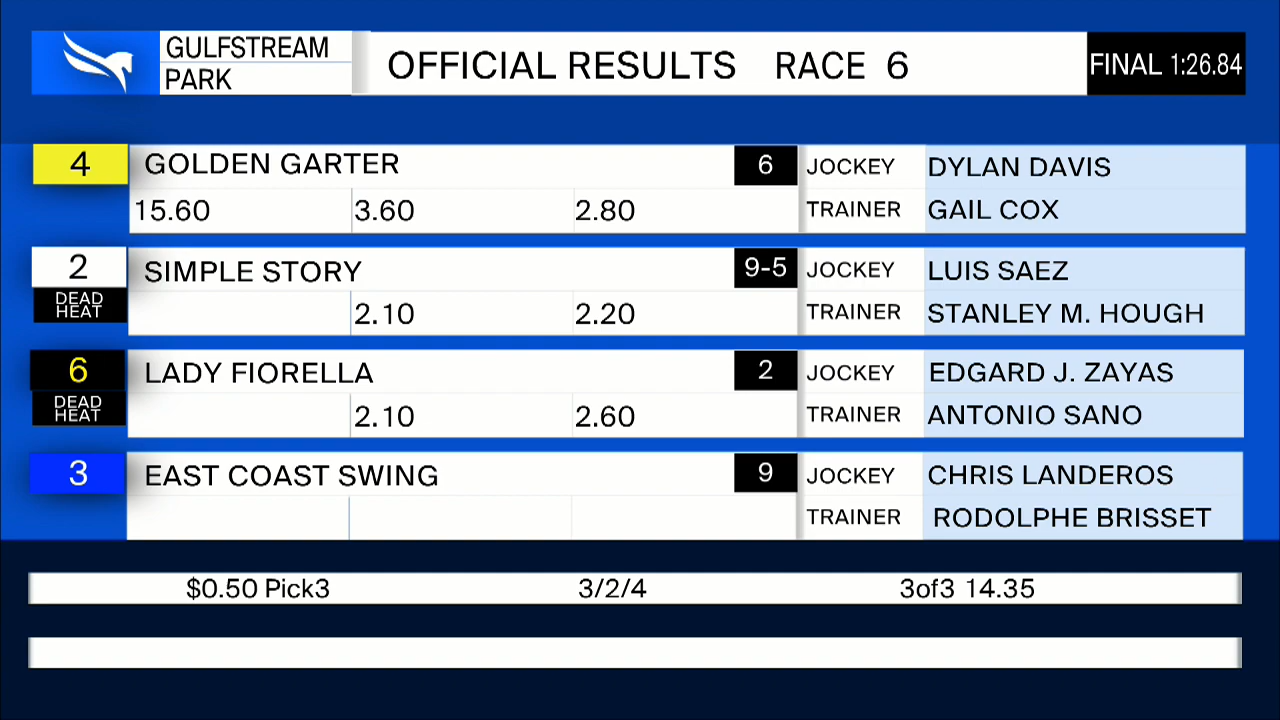 GULFSTREAM
PARK
OFFICIAL RESULTS RACE 6
FINAL 1:26.84
4 GOLDEN GARTER 6 JOCKEY DYLAN DAVIS
15.60 3.60 2.80 TRAINER GAIL COX
2 SIMPLE STORY 9-5 JOCKEY LUIS SAEZ
DEAD HEAT 2.10 2.20 TRAINER STANLEY M. HOUGH
6 LADY FIORELLA 2 JOCKEY EDGARD J. ZAYAS
DEAD HEAT 2.10 2.60 TRAINER ANTONIO SANO
3 EAST COAST SWING 9 JOCKEY CHRIS LANDEROS
TRAINER RODOLPHE BRISSET
$0.50 Pick3 3/2/4 3of3 14.35